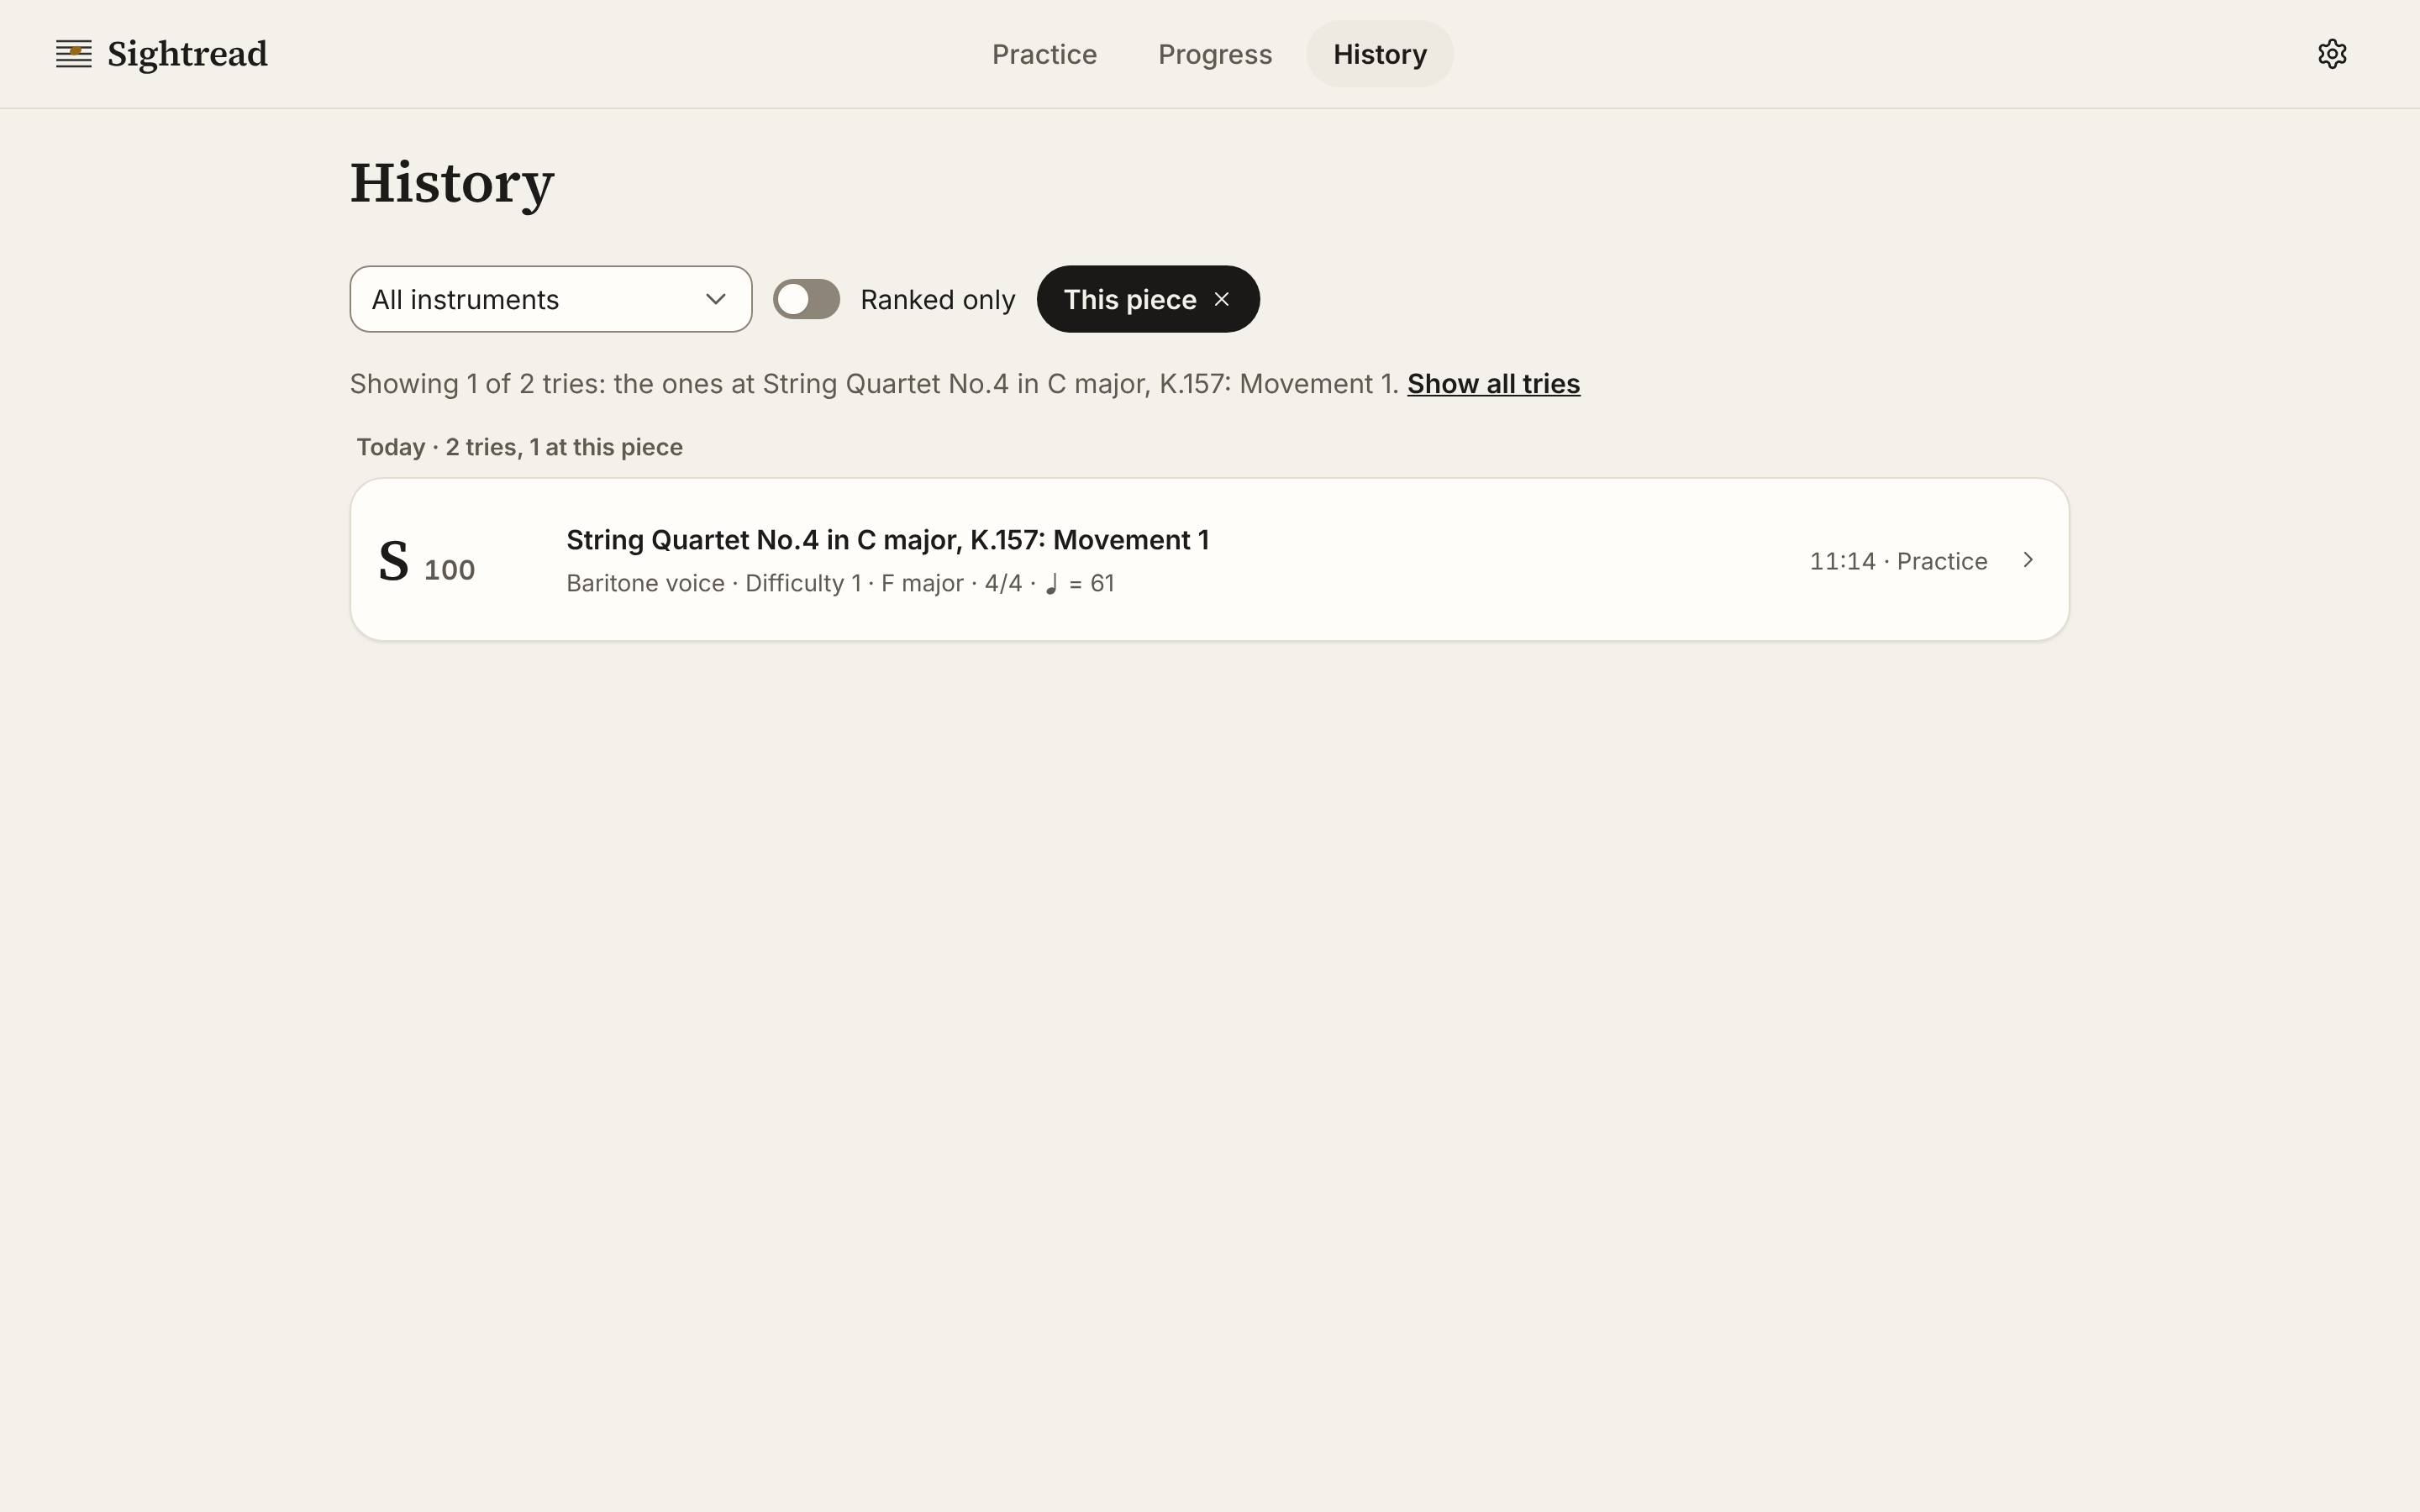 Sightread
Practice
Progress
History
History
All instruments
Ranked only
This piece
Showing 1 of 2 tries: the ones at String Quartet No.4 in C major, K.157: Movement 1. Show all tries
Today · 2 tries, 1 at this piece
S 100
String Quartet No.4 in C major, K.157: Movement 1
Baritone voice · Difficulty 1 · F major · 4/4 · ♩ = 61
11:14 · Practice